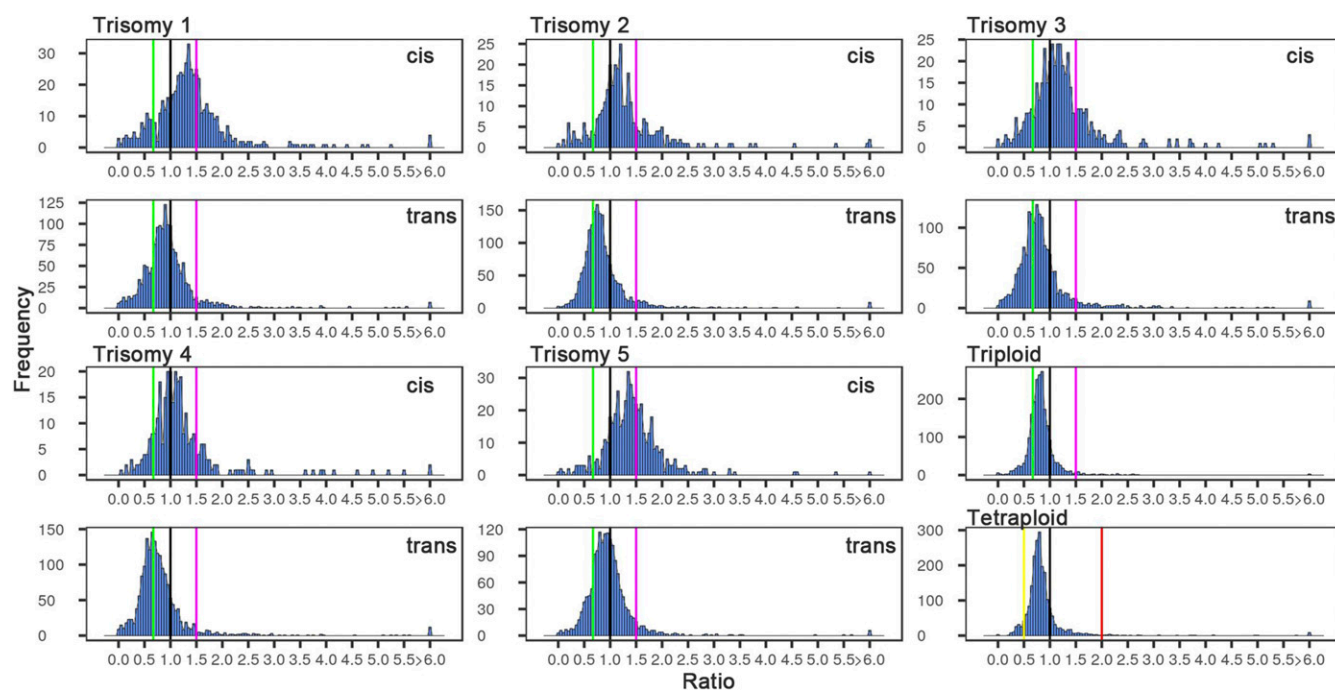 Trisomy 1 Trisomy 2 Trisomy 3
cis cis cis
30 20 10 0
25 20 15 10 5 0
25 20 15 10 5 0
0.0 0.5 1.0 1.5 2.0 2.5 3.0 3.5 4.0 4.5 5.0 5.5 >6.0
0.0 0.5 1.0 1.5 2.0 2.5 3.0 3.5 4.0 4.5 5.0 5.5 >6.0
0.0 0.5 1.0 1.5 2.0 2.5 3.0 3.5 4.0 4.5 5.0 5.5 >6.0
trans trans trans
125 100 75 50 25 0
150 100 50 0
100 50 0
0.0 0.5 1.0 1.5 2.0 2.5 3.0 3.5 4.0 4.5 5.0 5.5 >6.0
0.0 0.5 1.0 1.5 2.0 2.5 3.0 3.5 4.0 4.5 5.0 5.5 >6.0
0.0 0.5 1.0 1.5 2.0 2.5 3.0 3.5 4.0 4.5 5.0 5.5 >6.0
Frequency
Trisomy 4 Trisomy 5 Triploid
cis cis
20 15 10 5 0
30 20 10 0
200 100 0
0.0 0.5 1.0 1.5 2.0 2.5 3.0 3.5 4.0 4.5 5.0 5.5 >6.0
0.0 0.5 1.0 1.5 2.0 2.5 3.0 3.5 4.0 4.5 5.0 5.5 >6.0
0.0 0.5 1.0 1.5 2.0 2.5 3.0 3.5 4.0 4.5 5.0 5.5 >6.0
Tetraploid
trans trans
150 100 50 0
120 90 60 30 0
300 200 100 0
0.0 0.5 1.0 1.5 2.0 2.5 3.0 3.5 4.0 4.5 5.0 5.5 >6.0
0.0 0.5 1.0 1.5 2.0 2.5 3.0 3.5 4.0 4.5 5.0 5.5 >6.0
0.0 0.5 1.0 1.5 2.0 2.5 3.0 3.5 4.0 4.5 5.0 5.5 >6.0
Ratio